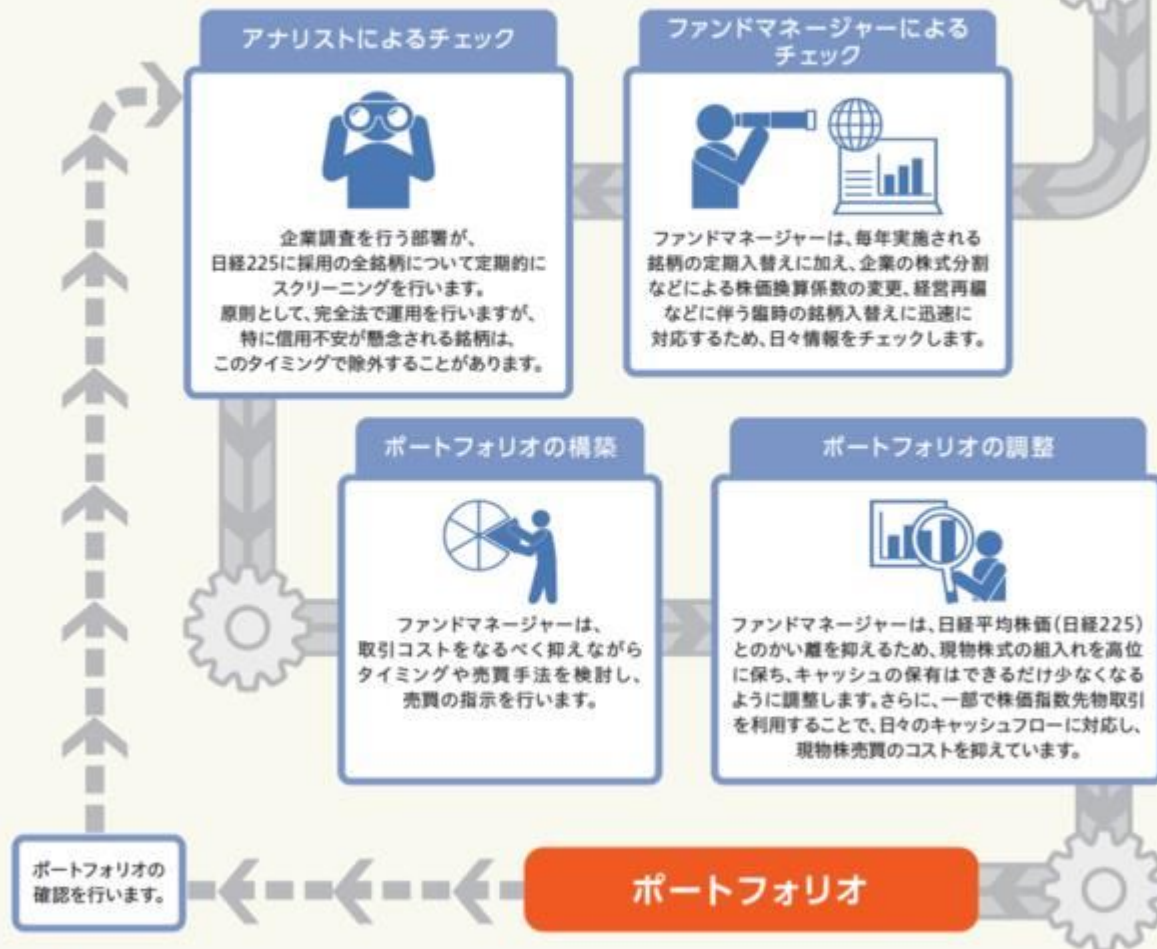 アナリストによるチェック
企業調査を行う部署が、
日経225に採用の全銘柄について定期的に
スクリーニングを行います。
原則として、完全法で運用を行いますが、
特に信用不安が懸念される銘柄は、
このタイミングで除外することがあります。
ファンドマネージャーによる
チェック
ファンドマネージャーは、毎年実施される
銘柄の定期入替えに加え、企業の株式分割
などによる株価換算係数の変更、経営再編
などに伴う臨時の銘柄入替えに迅速に
対応するため、日々情報をチェックします。
ポートフォリオの構築
ファンドマネージャーは、
取引コストをなるべく抑えながら
タイミングや売買手法を検討し、
売買の指示を行います。
ポートフォリオの調整
ファンドマネージャーは、日経平均株価(日経225)
とのかい離を抑えるため、現物株式の組入れを高位
に保ち、キャッシュの保有はできるだけ少なくなる
ように調整します。さらに、一部で株価指数先物取引
を利用することで、日々のキャッシュフローに対応し、
現物株売買のコストを抑えています。
ポートフォリオ
ポートフォリオの
確認を行います。